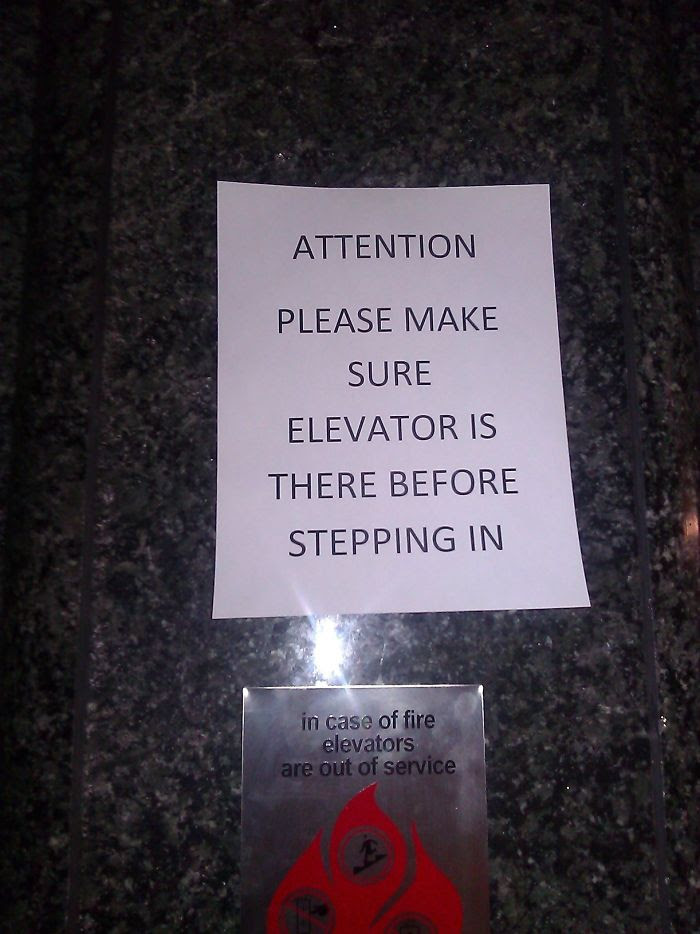 ATTENTION
PLEASE MAKE
SURE
ELEVATOR IS
THERE BEFORE
STEPPING IN
in case of fire
elevators
are out of service